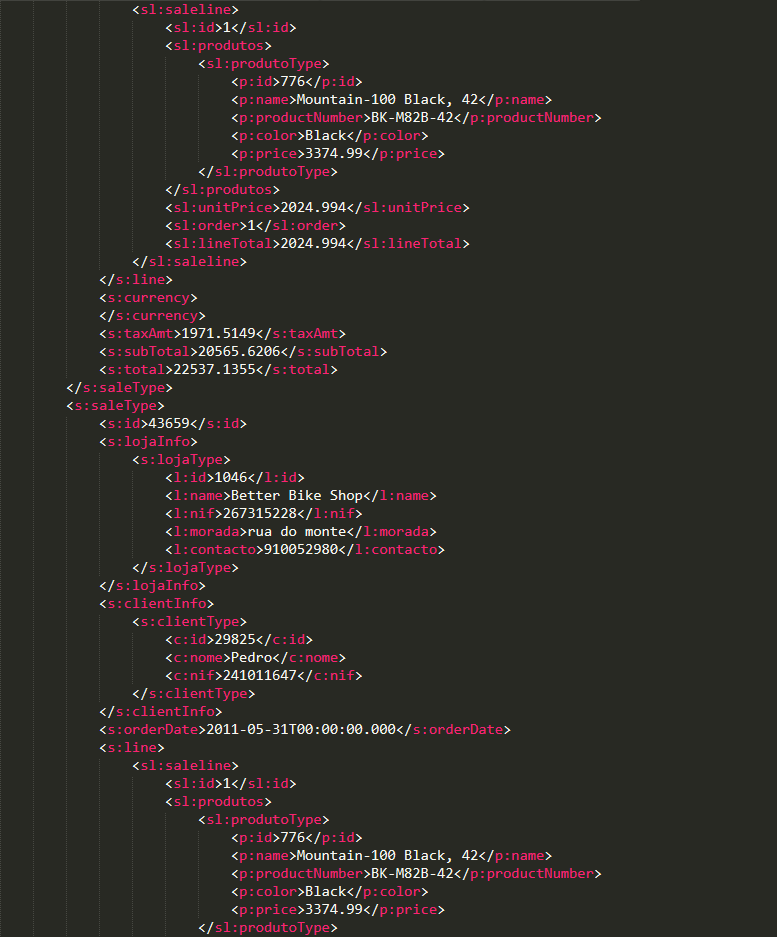 <sl:saleline>
<sl:id>1</sl:id>
<sl:produtos>
<sl:produtoType>
<p:id>776</p:id>
<p:name>Mountain-100 Black, 42</p:name>
<p:productNumber>BK-M82B-42</p:productNumber>
<p:color>Black</p:color>
<p:price>3374.99</p:price>
</sl:produtoType>
</sl:produtos>
<sl:unitPrice>2024.994</sl:unitPrice>
<sl:order>1</sl:order>
<sl:lineTotal>2024.994</sl:lineTotal>
</sl:saleline>
</s:line>
<s:currency>
</s:currency>
<s:taxAmt>1971.5149</s:taxAmt>
<s:subTotal>20565.6206</s:subTotal>
<s:total>22537.1355</s:total>
</s:saleType>
<s:saleType>
<s:id>43659</s:id>
<s:lojaInfo>
<s:lojaType>
<l:id>1046</l:id>
<l:name>Better Bike Shop</l:name>
<l:nif>267315228</l:nif>
<l:morada>rua do monte</l:morada>
<l:contacto>910052980</l:contacto>
</s:lojaType>
</s:lojaInfo>
<s:clientInfo>
<s:clientType>
<c:id>29825</c:id>
<c:nome>Pedro</c:nome>
<c:nif>241011647</c:nif>
</s:clientType>
</s:clientInfo>
<s:orderDate>2011-05-31T00:00:00.000</s:orderDate>
<s:line>
<sl:saleline>
<sl:id>1</sl:id>
<sl:produtos>
<sl:produtoType>
<p:id>776</p:id>
<p:name>Mountain-100 Black, 42</p:name>
<p:productNumber>BK-M82B-42</p:productNumber>
<p:color>Black</p:color>
<p:price>3374.99</p:price>
</sl:produtoType>